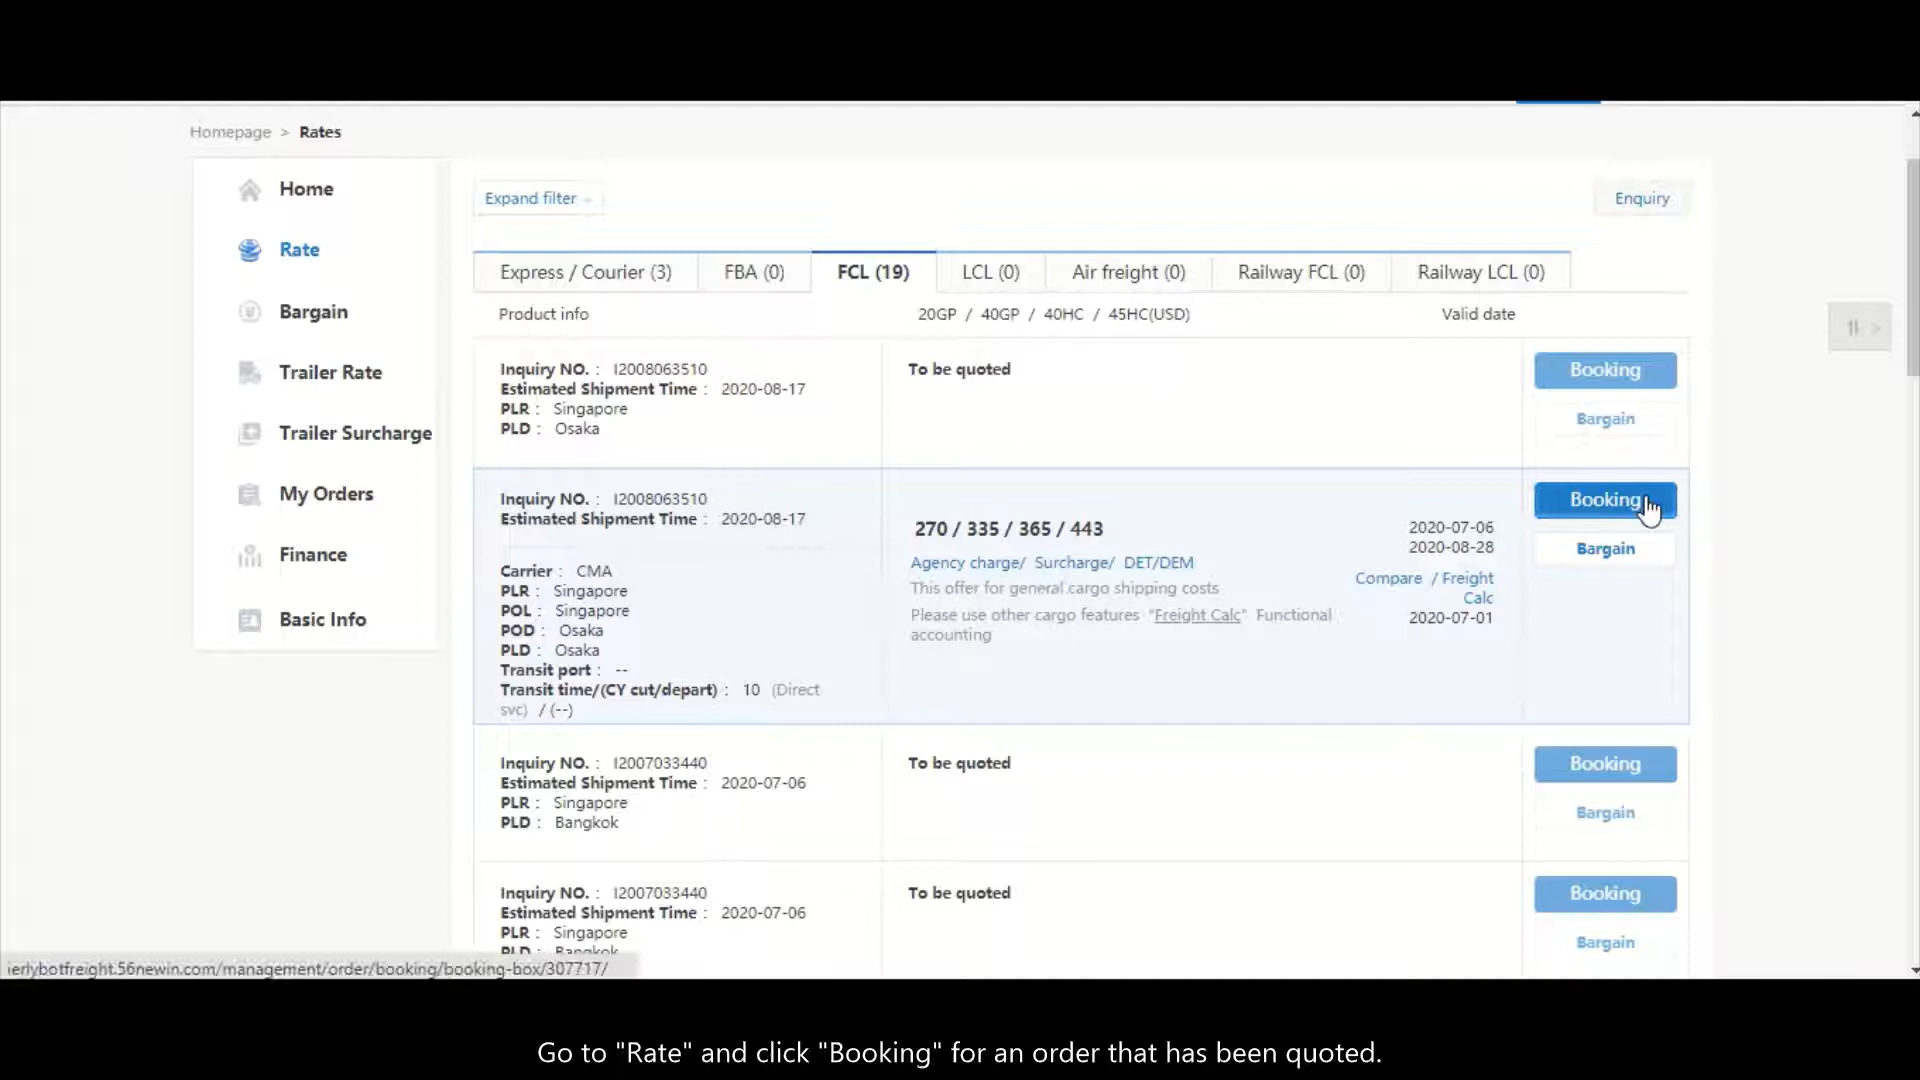 Homepage > Rates
Home
Rate
Bargain
Trailer Rate
Trailer Surcharge
My Orders
Finance
Basic Info
Expand filter
Enquiry
Express / Courier (3) FBA (0) FCL (19) LCL (0) Air freight (0) Railway FCL (0) Railway LCL (0)
Product info 20GP / 40GP / 40HC / 45HC(USD) Valid date
Inquiry NO. : I2008063510
Estimated Shipment Time : 2020-08-17
PLR : Singapore
PLD : Osaka
To be quoted
Booking
Bargain
Inquiry NO. : I2008063510
Estimated Shipment Time : 2020-08-17
Carrier : CMA
PLR : Singapore
POL : Singapore
POD : Osaka
PLD : Osaka
Transit port : --
Transit time/(CY cut/depart) : 10 (Direct
svc) / (--)
270 / 335 / 365 / 443
Agency charge/ Surcharge/ DET/DEM
This offer for general cargo shipping costs
Please use other cargo features "Freight Calc" Functional
accounting
2020-07-06
2020-08-28
Compare / Freight
Calc
2020-07-01
Booking
Bargain
Inquiry NO. : I2007033440
Estimated Shipment Time : 2020-07-06
PLR : Singapore
PLD : Bangkok
To be quoted
Booking
Bargain
Inquiry NO. : I2007033440
Estimated Shipment Time : 2020-07-06
PLR : Singapore
PLD : Bangkok
To be quoted
Booking
Bargain
ierlybotfreight.56newin.com/management/order/booking/booking-box/307717/
Go to "Rate" and click "Booking" for an order that has been quoted.